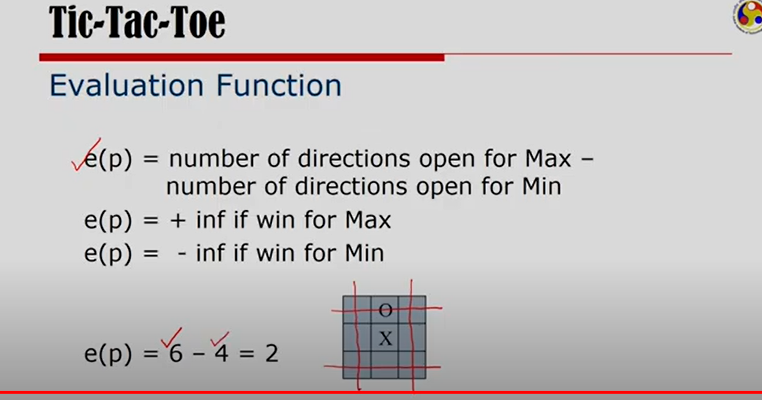 Tic-Tac-Toe
Evaluation Function
e(p) = number of directions open for Max –
number of directions open for Min
e(p) = + inf if win for Max
e(p) = - inf if win for Min
O
X
e(p) = 6 – 4 = 2